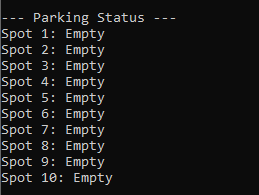 --- Parking Status ---
Spot 1: Empty
Spot 2: Empty
Spot 3: Empty
Spot 4: Empty
Spot 5: Empty
Spot 6: Empty
Spot 7: Empty
Spot 8: Empty
Spot 9: Empty
Spot 10: Empty